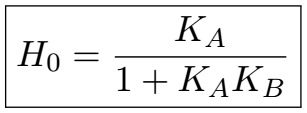 H_0 = \frac{K_A}{1 + K_A K_B}